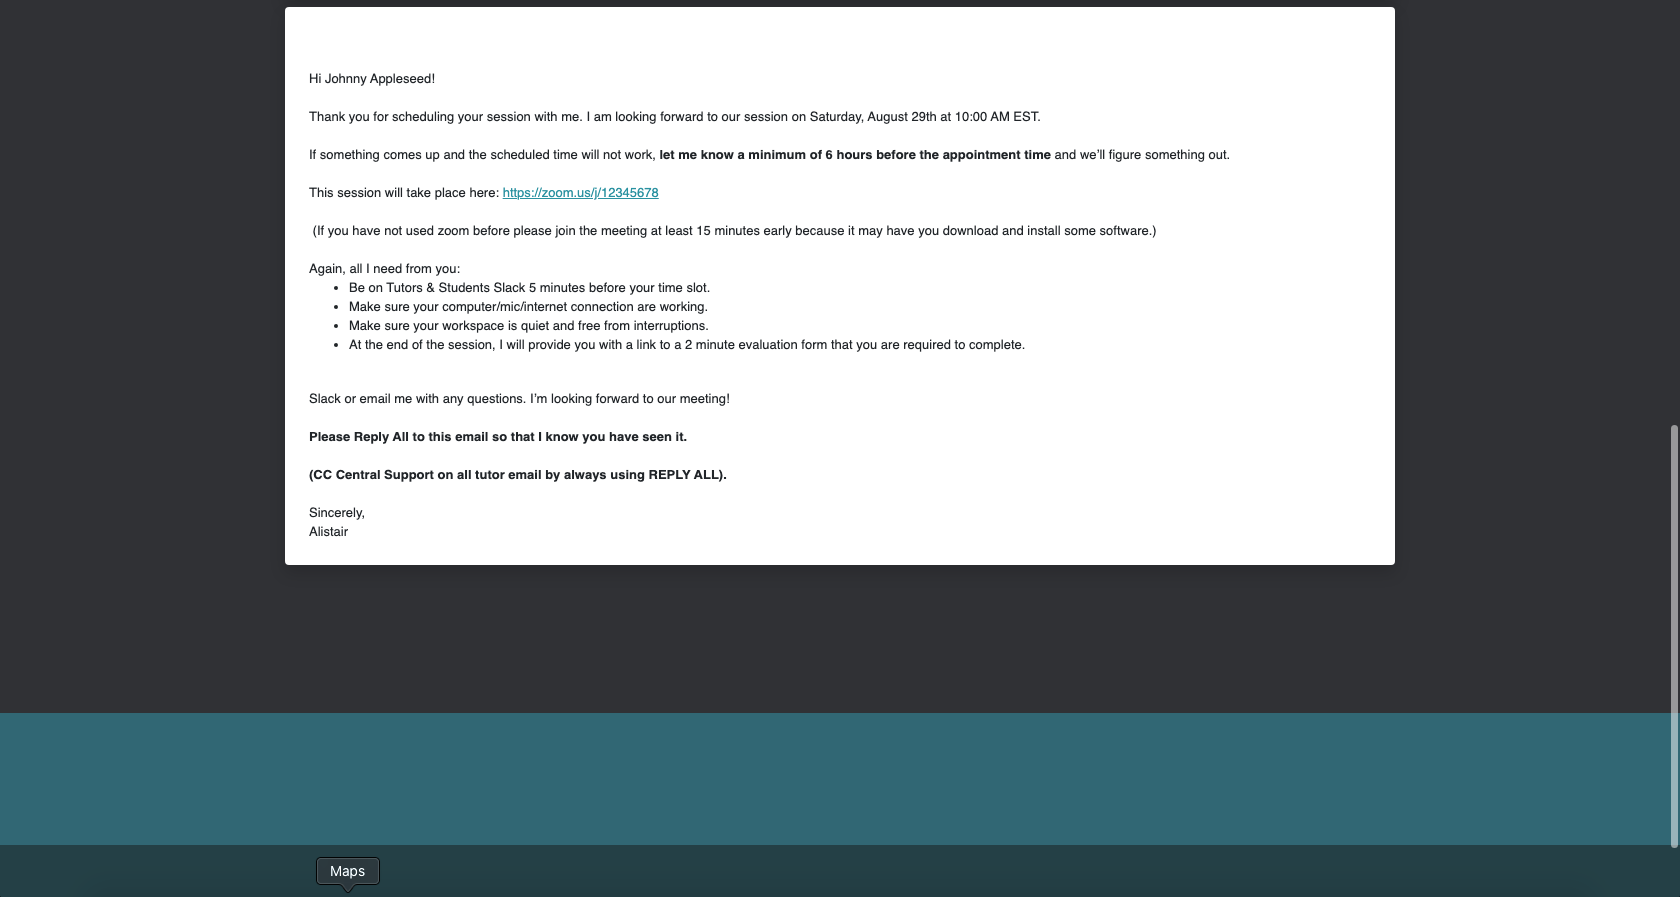 Hi Johnny Appleseed!
Thank you for scheduling your session with me. I am looking forward to our session on Saturday, August 29th at 10:00 AM EST.
If something comes up and the scheduled time will not work, let me know a minimum of 6 hours before the appointment time and we’ll figure something out.
This session will take place here: https://zoom.us/j/12345678
(If you have not used zoom before please join the meeting at least 15 minutes early because it may have you download and install some software.)
Again, all I need from you:
• Be on Tutors & Students Slack 5 minutes before your time slot.
• Make sure your computer/mic/internet connection are working.
• Make sure your workspace is quiet and free from interruptions.
• At the end of the session, I will provide you with a link to a 2 minute evaluation form that you are required to complete.
Slack or email me with any questions. I’m looking forward to our meeting!
Please Reply All to this email so that I know you have seen it.
(CC Central Support on all tutor email by always using REPLY ALL).
Sincerely,
Alistair
Maps